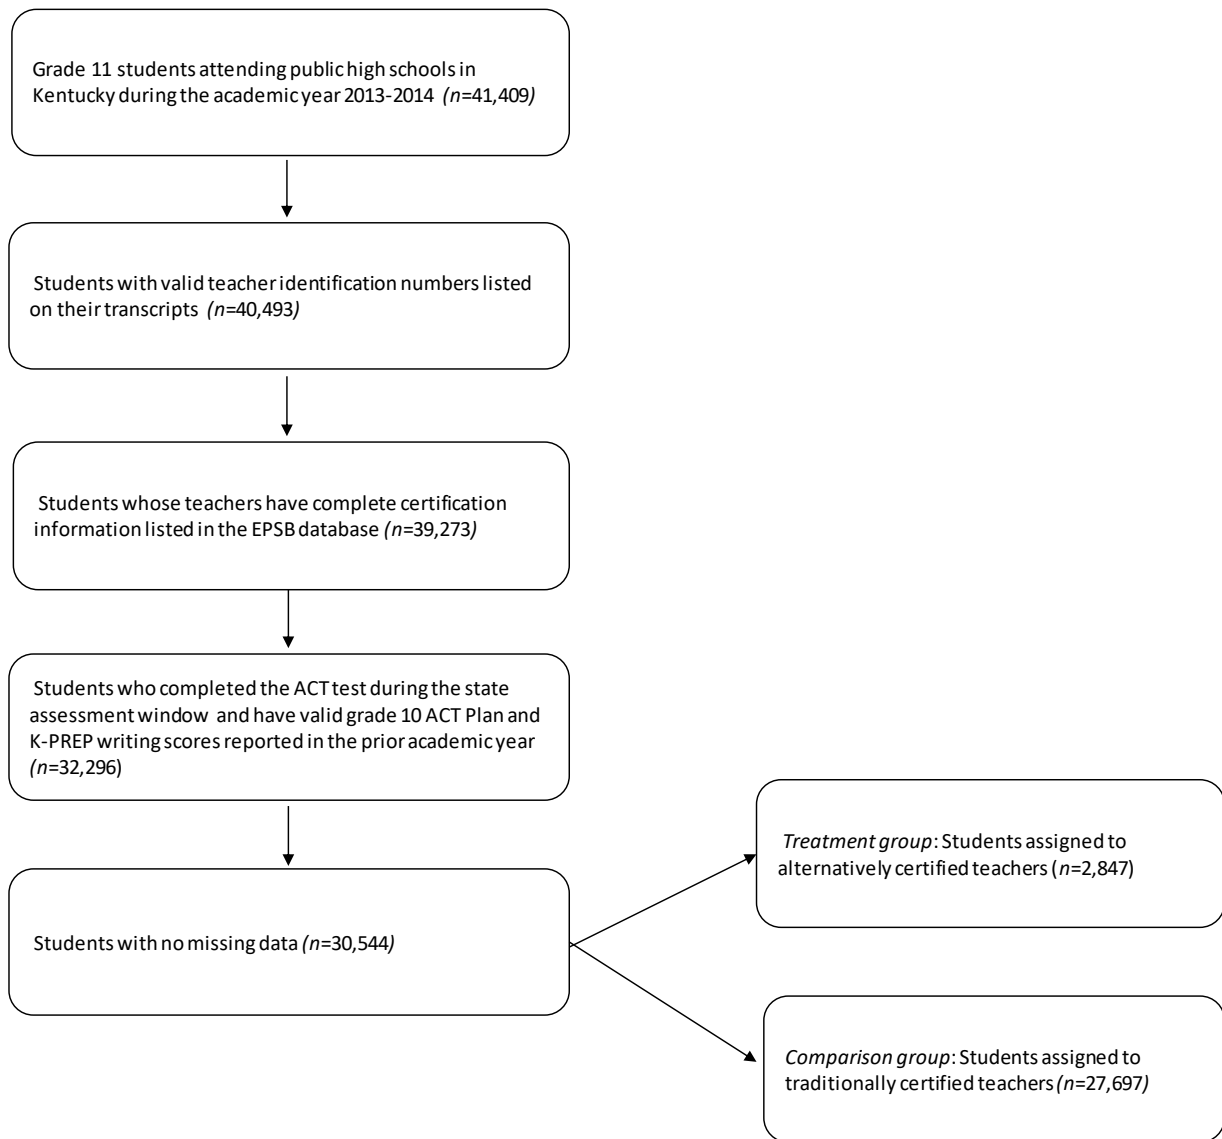 Grade 11 students attending public high schools in
Kentucky during the academic year 2013-2014 (n=41,409)
Students with valid teacher identification numbers listed
on their transcripts (n=40,493)
Students whose teachers have complete certification
information listed in the EPSB database (n=39,273)
Students who completed the ACT test during the state
assessment window and have valid grade 10 ACT Plan and
K-PREP writing scores reported in the prior academic year
(n=32,296)
Students with no missing data (n=30,544)
Treatment group: Students assigned to
alternatively certified teachers (n=2,847)
Comparison group: Students assigned to
traditionally certified teachers (n=27,697)